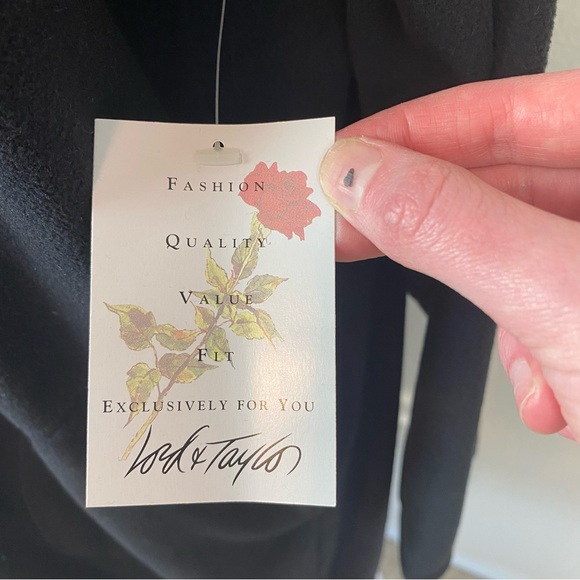 FASHION
QUALITY
VALUE
FIT
EXCLUSIVELY FOR YOU
Lord & Taylor